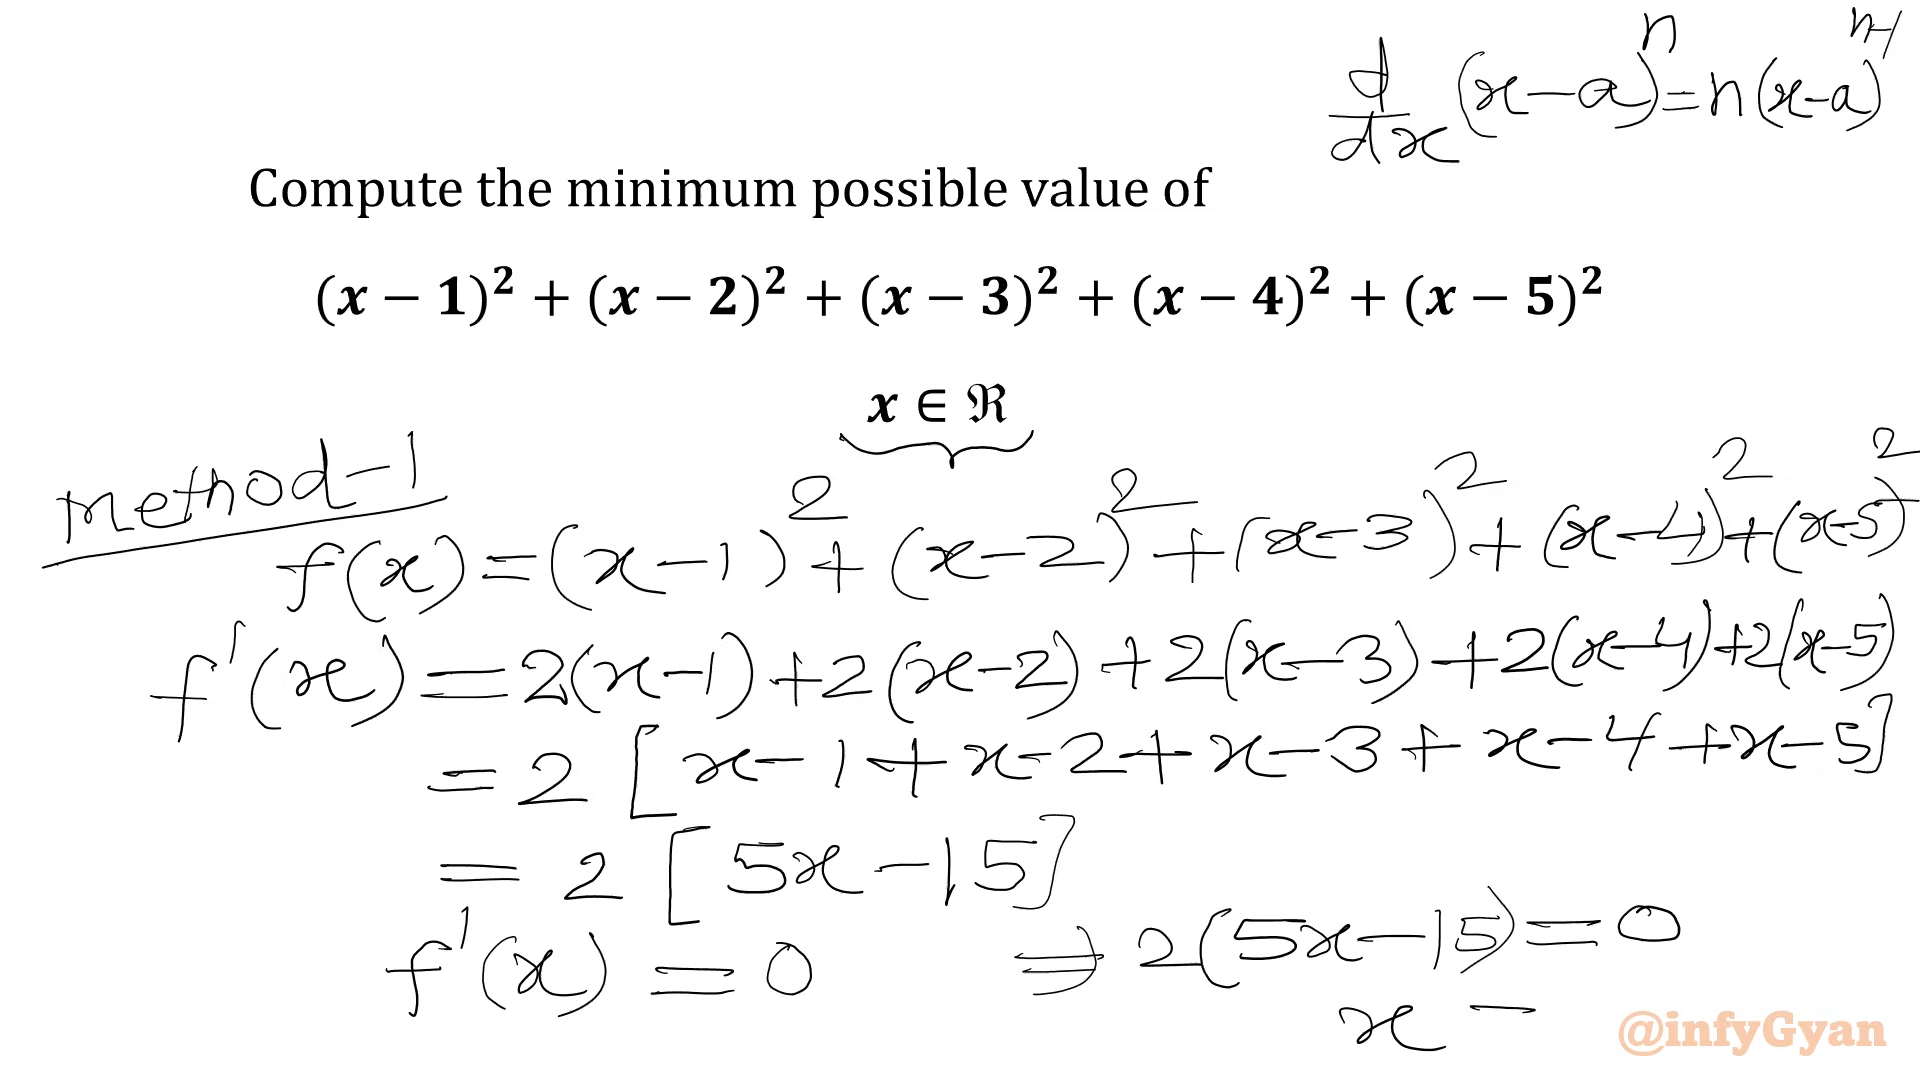 d/dx (x-a)^n = n(x-a)^n-1
Compute the minimum possible value of
(x − 1)² + (x − 2)² + (x − 3)² + (x − 4)² + (x − 5)²
x ∈ ℜ
method-1
f(x) = (x-1)² + (x-2)² + (x-3)² + (x-4)² + (x-5)²
f'(x) = 2(x-1) + 2(x-2) + 2(x-3) + 2(x-4) + 2(x-5)
= 2 [x-1 + x-2 + x-3 + x-4 + x-5]
= 2 [5x-15]
f'(x) = 0 ⇒ 2(5x-15) = 0
x -
@infyGyan